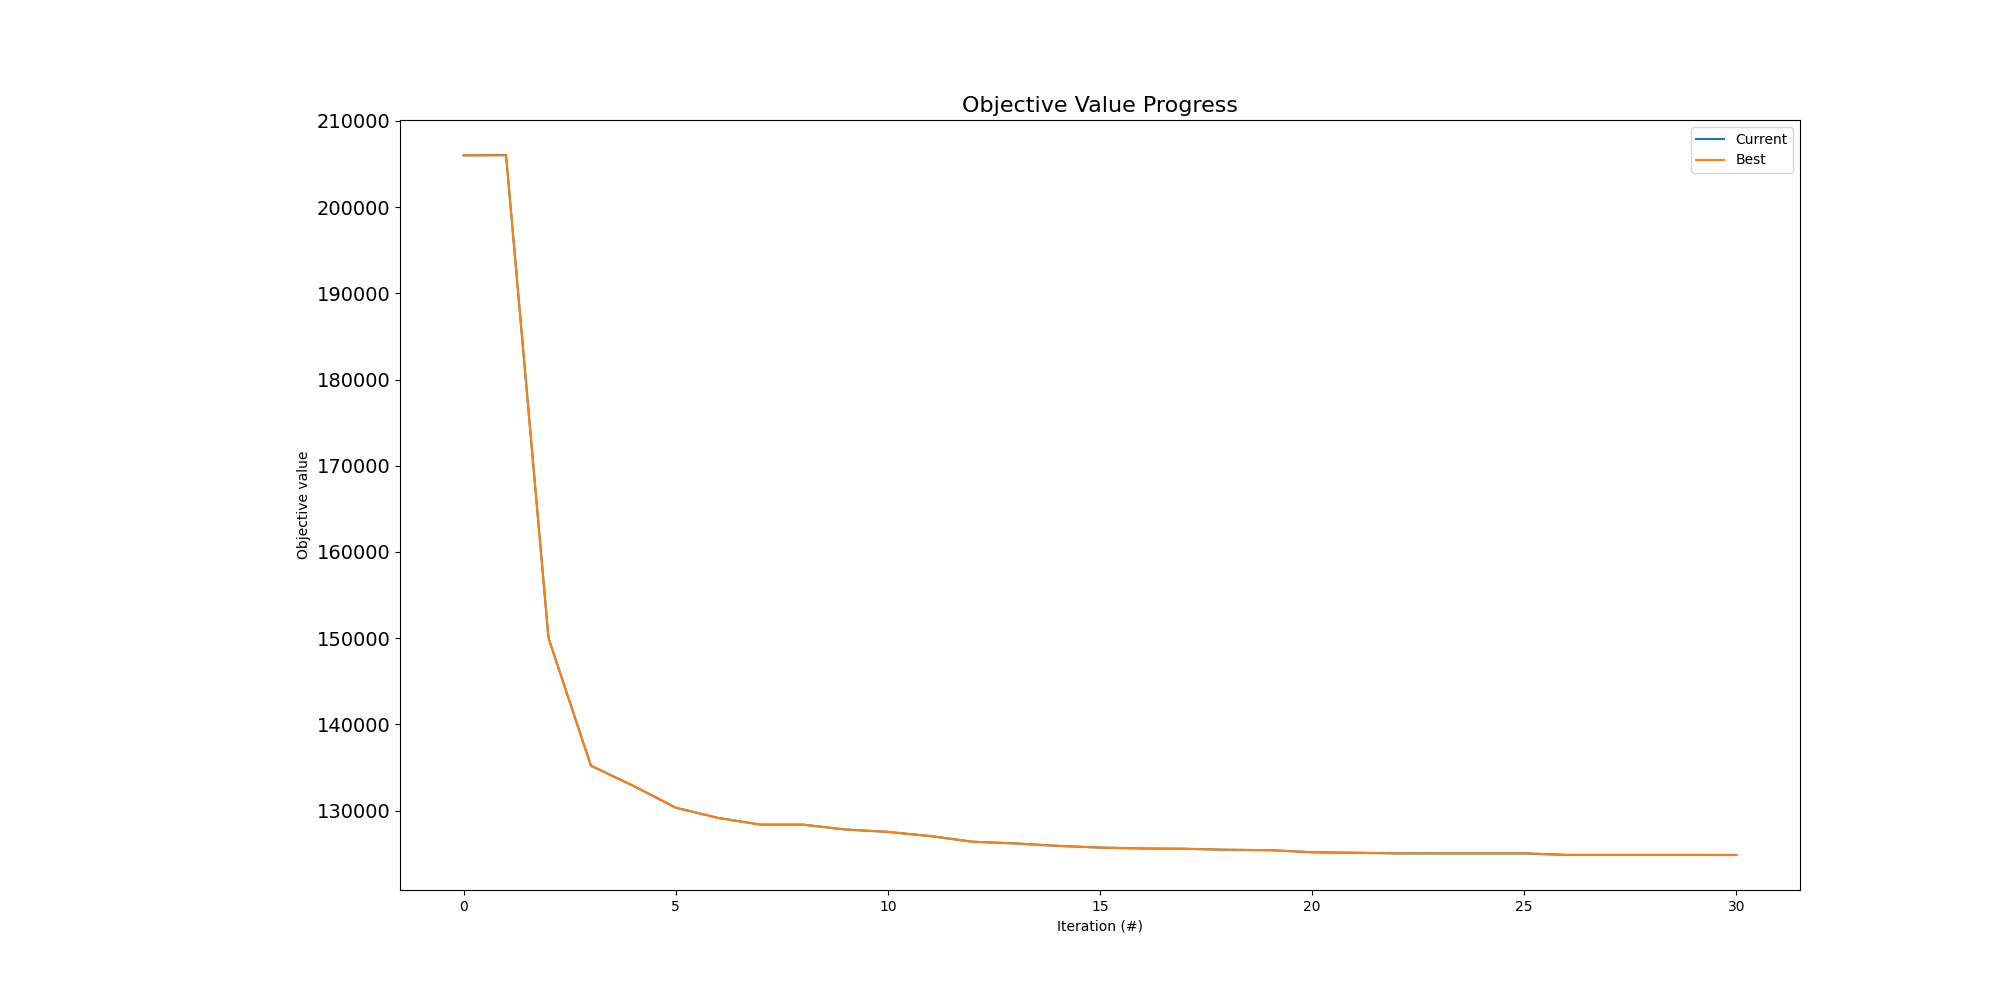 Objective Value Progress
210000
200000
190000
180000
170000
160000
150000
140000
130000
Objective value
Current
Best
0 5 10 15 20 25 30
Iteration (#)